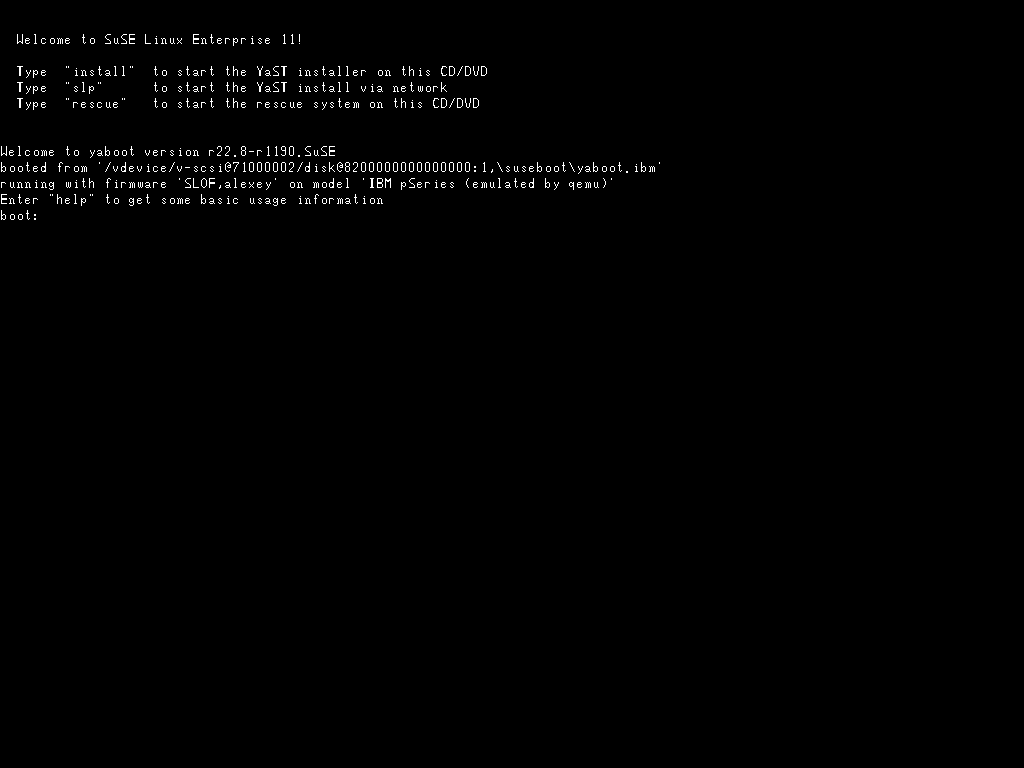 Welcome to SuSE Linux Enterprise 11!
Type "install" to start the YaST installer on this CD/DVD
Type "slp" to start the YaST install via network
Type "rescue" to start the rescue system on this CD/DVD
Welcome to yaboot version r22.8-r1190.SuSE
booted from '/vdevice/v-scsi@71000002/disk@8200000000000000:1,\suseboot\yaboot.ibm'
running with firmware 'SLOF,alexey' on model 'IBM pSeries (emulated by qemu)'
Enter "help" to get some basic usage information
boot: